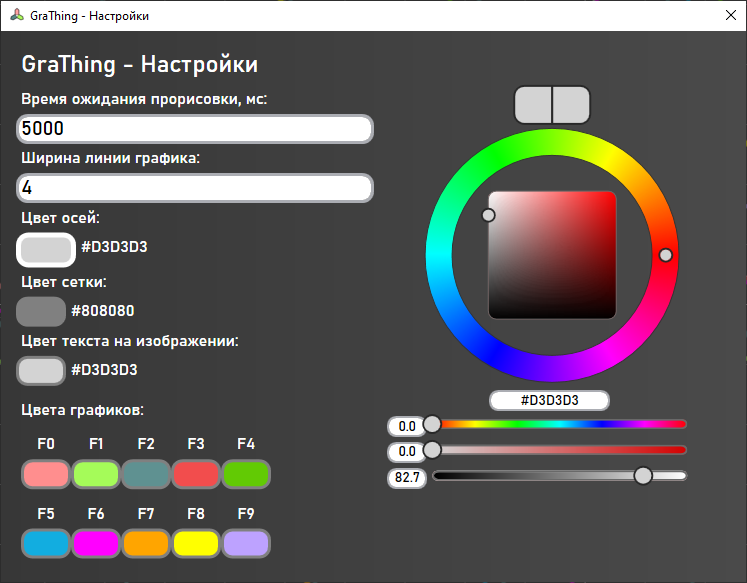 GraThing - Настройки
GraThing - Настройки
Время ожидания прорисовки, мс:
5000
Ширина линии графика:
4
Цвет осей:
#D3D3D3
Цвет сетки:
#808080
Цвет текста на изображении:
#D3D3D3
Цвета графиков:
F0 F1 F2 F3 F4
F5 F6 F7 F8 F9
#D3D3D3
0.0
0.0
82.7